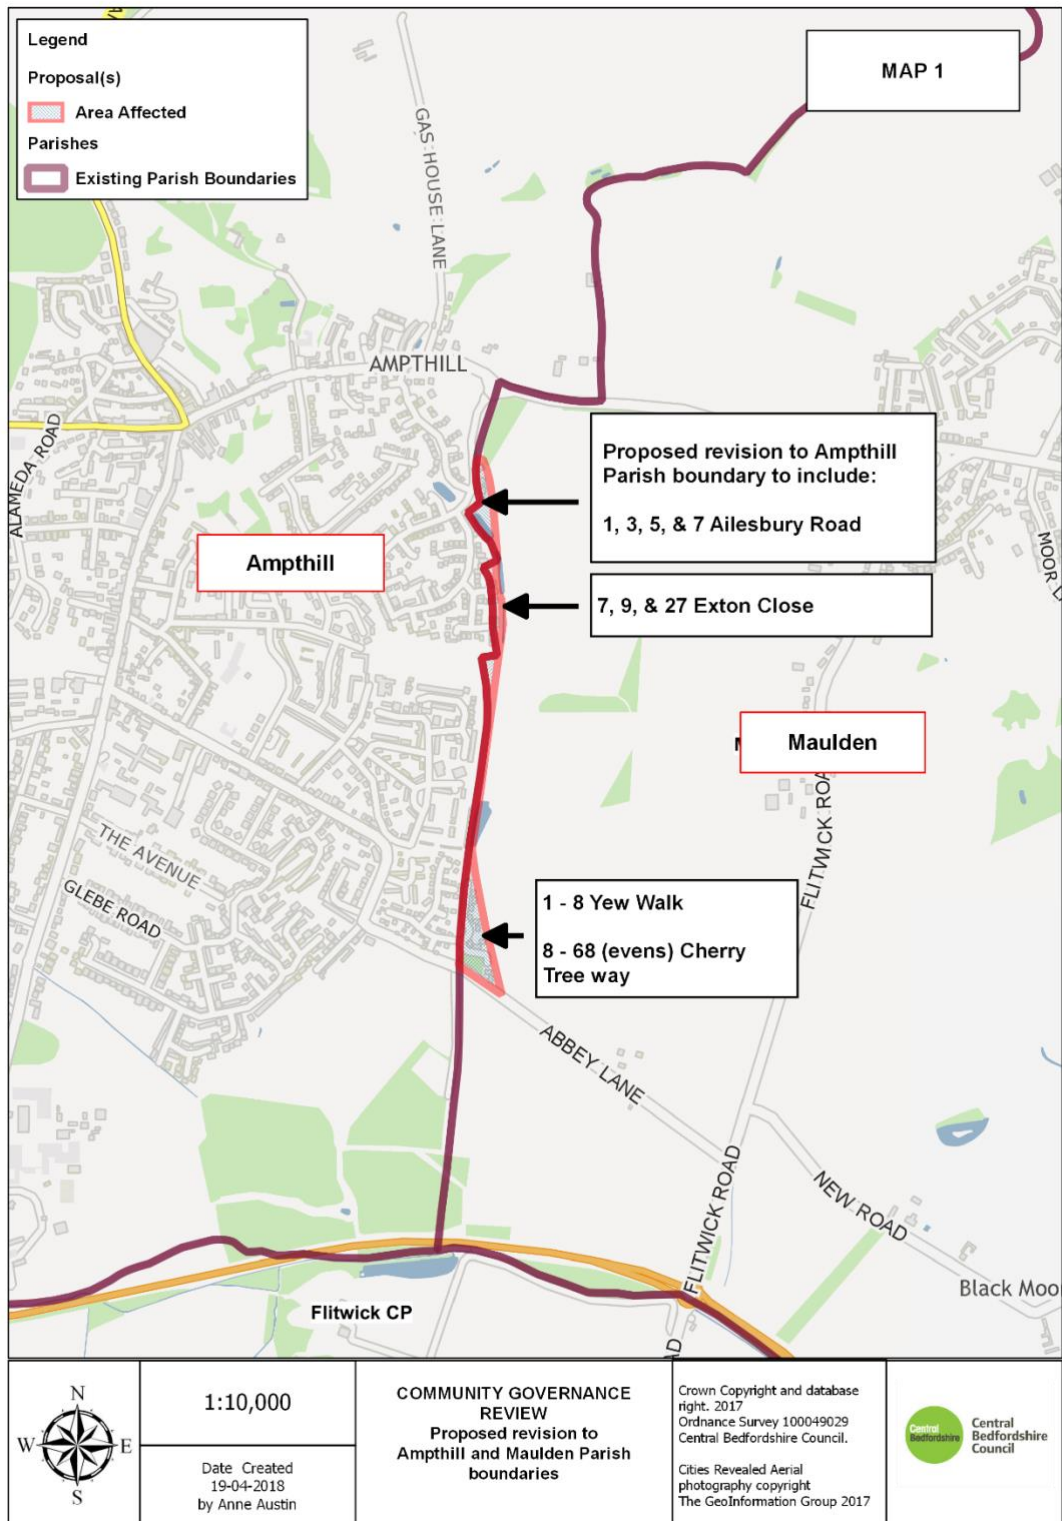 Legend
Proposal(s)
Area Affected
Parishes
Existing Parish Boundaries
MAP 1
GAS HOUSE LANE
AMPTHILL
ALAMEDA ROAD
Proposed revision to Ampthill
Parish boundary to include:
1, 3, 5, & 7 Ailesbury Road
MOOR L
Ampthill
7, 9, & 27 Exton Close
Maulden
FLITWICK ROA
THE AVENUE
GLEBE ROAD
1 - 8 Yew Walk
8 - 68 (evens) Cherry
Tree way
ABBEY LANE
FLITWICK ROAD
NEW ROAD
Black Moo
Flitwick CP
AD
N
W
E
S
1:10,000
Date Created
19-04-2018
by Anne Austin
COMMUNITY GOVERNANCE
REVIEW
Proposed revision to
Ampthill and Maulden Parish
boundaries
Crown Copyright and database
right. 2017
Ordnance Survey 100049029
Central Bedfordshire Council.
Cities Revealed Aerial
photography copyright
The GeoInformation Group 2017
Central
Bedfordshire
Central
Bedfordshire
Council